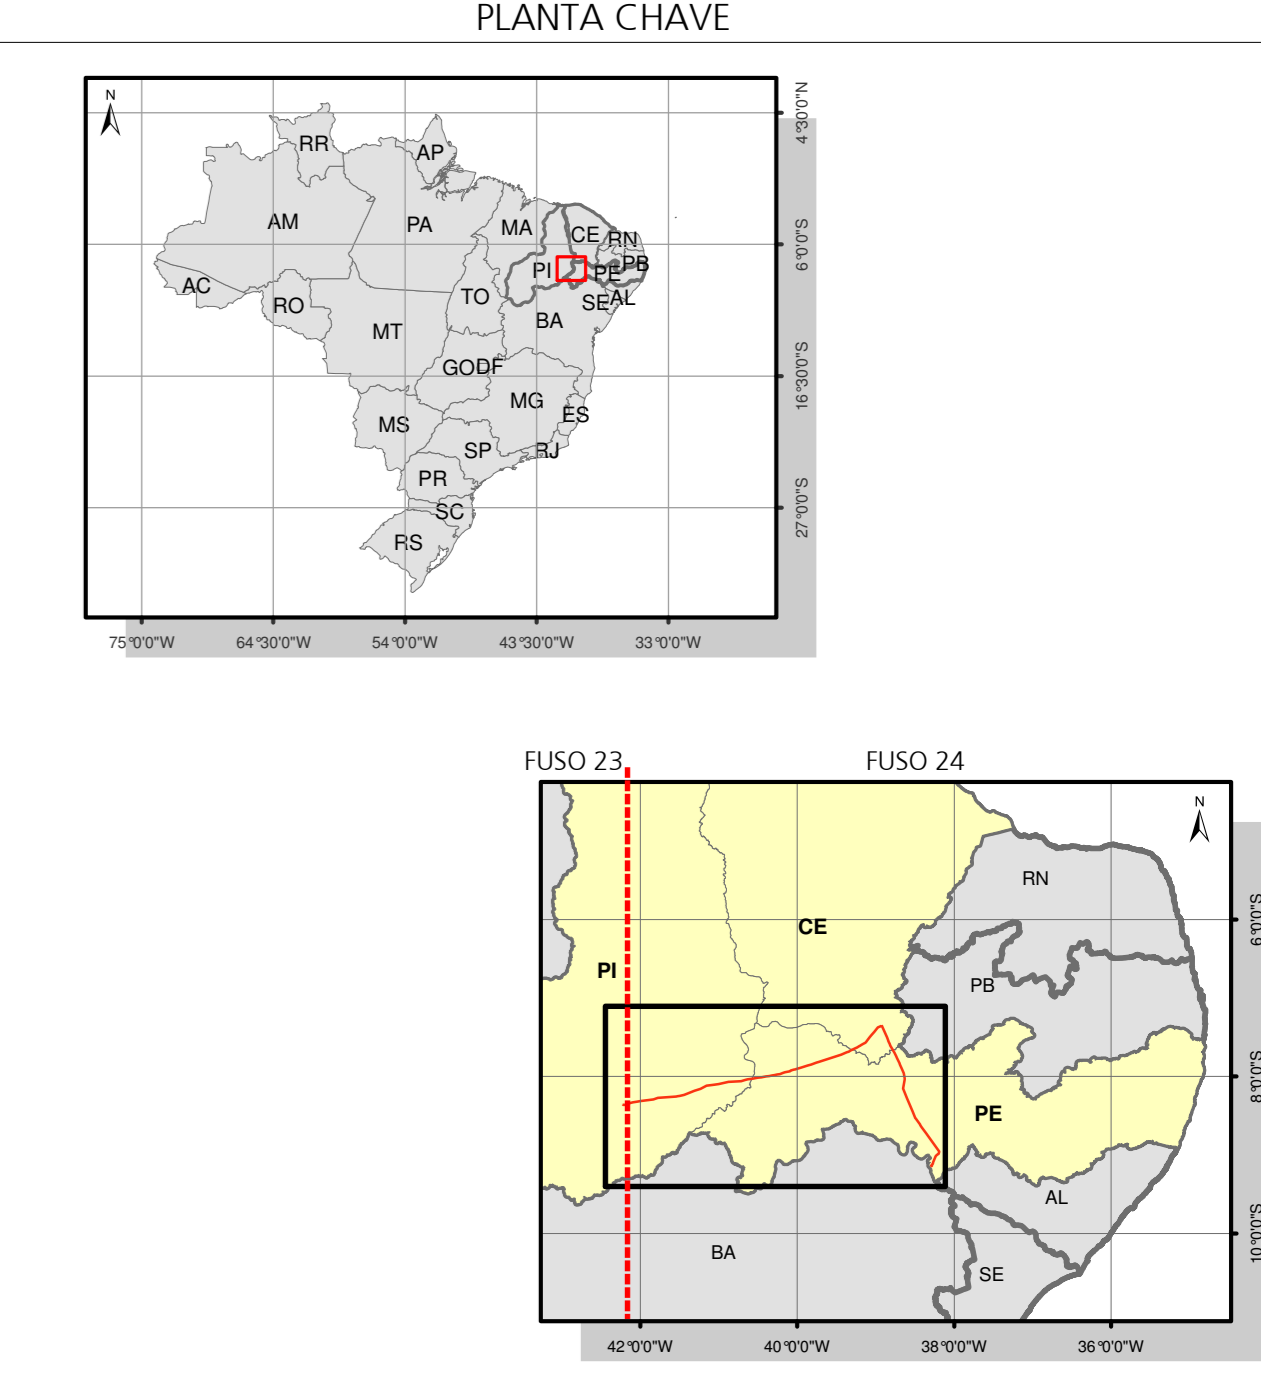 PLANTA CHAVE
N
4°30'0"N
RR
AP
AM
PA
MA
CE
RN
6°0'0"S
PI
PE
PB
AC
RO
TO
SE
AL
MT
BA
GO
DF
16°30'0"S
MG
MS
ES
SP
RJ
PR
SC
27°0'0"S
RS
75°0'0"W
64°30'0"W
54°0'0"W
43°30'0"W
33°0'0"W
FUSO 23
FUSO 24
N
RN
CE
6°0'0"S
PI
PB
8°0'0"S
PE
AL
BA
10°0'0"S
SE
42°0'0"W
40°0'0"W
38°0'0"W
36°0'0"W